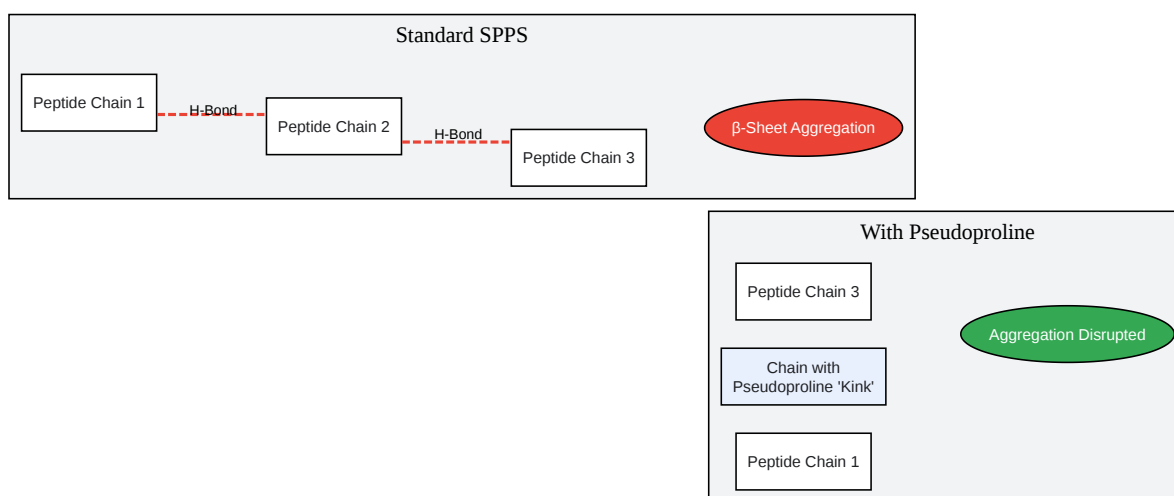 Standard SPPS
Peptide Chain 1
H-Bond
Peptide Chain 2
H-Bond
Peptide Chain 3
β-Sheet Aggregation
With Pseudoproline
Peptide Chain 3
Aggregation Disrupted
Chain with
Pseudoproline 'Kink'
Peptide Chain 1